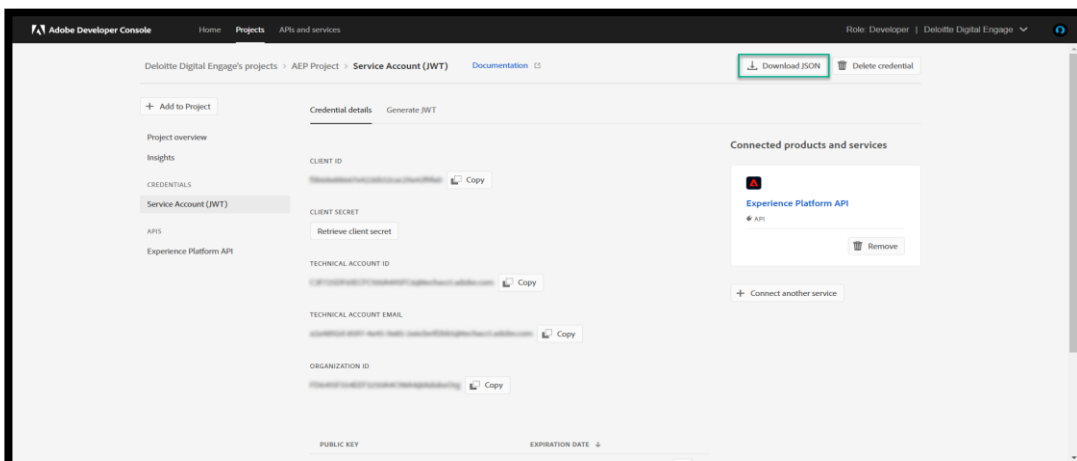 Adobe Developer Console Home Projects APIs and services Role: Developer | Deloitte Digital Engage
Deloitte Digital Engage's projects > AEP Project > Service Account (JWT) Documentation Download JSON Delete credential
+ Add to Project
Credential details Generate JWT
Project overview
Insights
CREDENTIALS
Service Account (JWT)
APIS
Experience Platform API
CLIENT ID
Copy
CLIENT SECRET
Retrieve client secret
TECHNICAL ACCOUNT ID
Copy
TECHNICAL ACCOUNT EMAIL
Copy
ORGANIZATION ID
Copy
PUBLIC KEY EXPIRATION DATE
Connected products and services
Experience Platform API
API
Remove
+ Connect another service